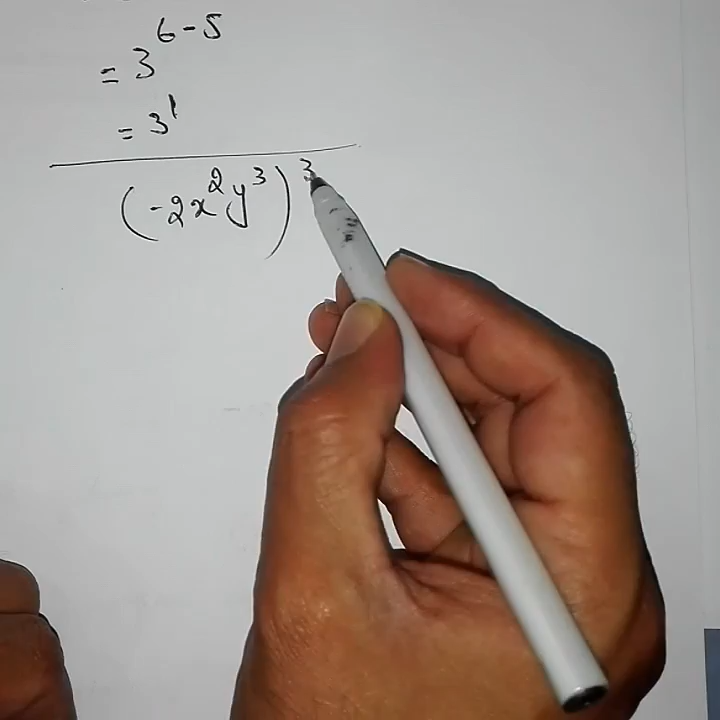 = 3^{6-5}
= 3^1
(-2x^2y^3)^3